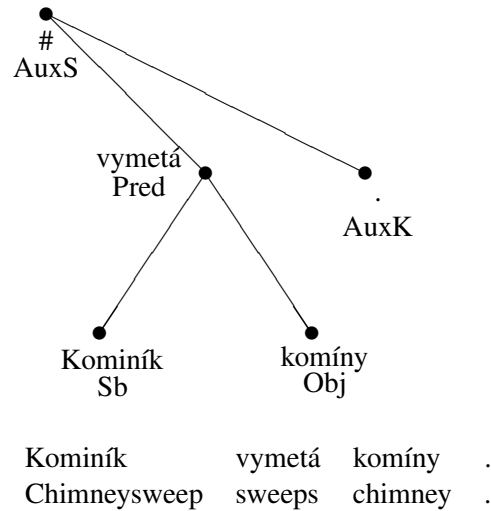 #
AuxS
vymetá
Pred
.
AuxK
Kominík
Sb
komíny
Obj
Kominík vymetá komíny .
Chimneysweep sweeps chimney .